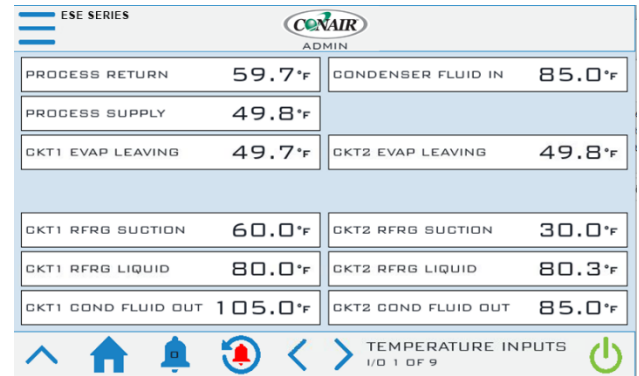 ESE SERIES
CONAIR
ADMIN
PROCESS RETURN 59.7°F
CONDENSER FLUID IN 85.0°F
PROCESS SUPPLY 49.8°F
CKT1 EVAP LEAVING 49.7°F
CKT2 EVAP LEAVING 49.8°F
CKT1 RFRG SUCTION 60.0°F
CKT2 RFRG SUCTION 30.0°F
CKT1 RFRG LIQUID 80.0°F
CKT2 RFRG LIQUID 80.3°F
CKT1 COND FLUID OUT 105.0°F
CKT2 COND FLUID OUT 85.0°F
0
TEMPERATURE INPUTS
I/O 1 OF 9